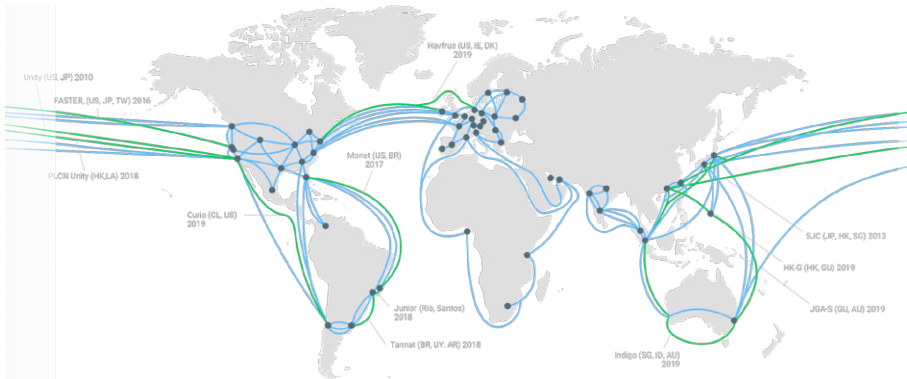 Havfrue (US, IE, DK)
2019
Unity (US, JP) 2010
FASTER, (US, JP, TW) 2016
Monet (US, BR)
2017
PLCN Unity (HK,LA) 2018
Curie (CL, US)
2019
SJC (JP, HK, SG) 2013
HK-G (HK, GU) 2019
Junior (Rio, Santos)
2018
JGA-S (GU, AU) 2019
Tannat (BR, UY, AR) 2018
Indigo (SG, ID, AU)
2019